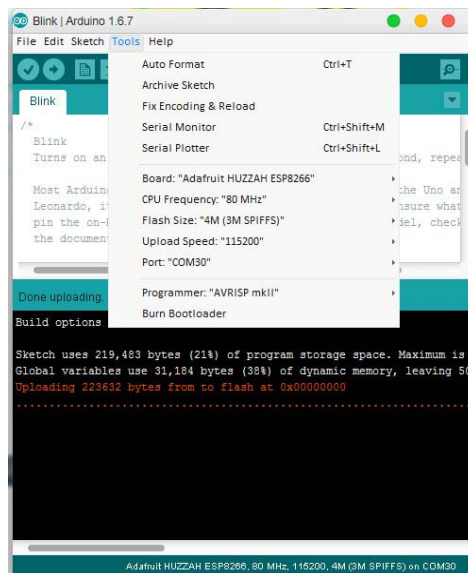 Blink | Arduino 1.6.7
File Edit Sketch Tools Help
Auto Format Ctrl+T
Archive Sketch
Fix Encoding & Reload
Serial Monitor Ctrl+Shift+M
Serial Plotter Ctrl+Shift+L
Board: "Adafruit HUZZAH ESP8266"
CPU Frequency: "80 MHz"
Flash Size: "4M (3M SPIFFS)"
Upload Speed: "115200"
Port: "COM30"
Programmer: "AVRISP mkII"
Burn Bootloader
Blink
/*
Blink
Turns on an ond, repea
Most Arduin the Uno an
Leonardo, i nsure what
pin the on- del, check
the documen
Done uploading.
Build options
Sketch uses 219,483 bytes (21%) of program storage space. Maximum is
Global variables use 31,184 bytes (38%) of dynamic memory, leaving 50
Uploading 223632 bytes from to flash at 0x00000000
................................................................
Adafruit HUZZAH ESP8266, 80 MHz, 115200, 4M (3M SPIFFS) on COM30